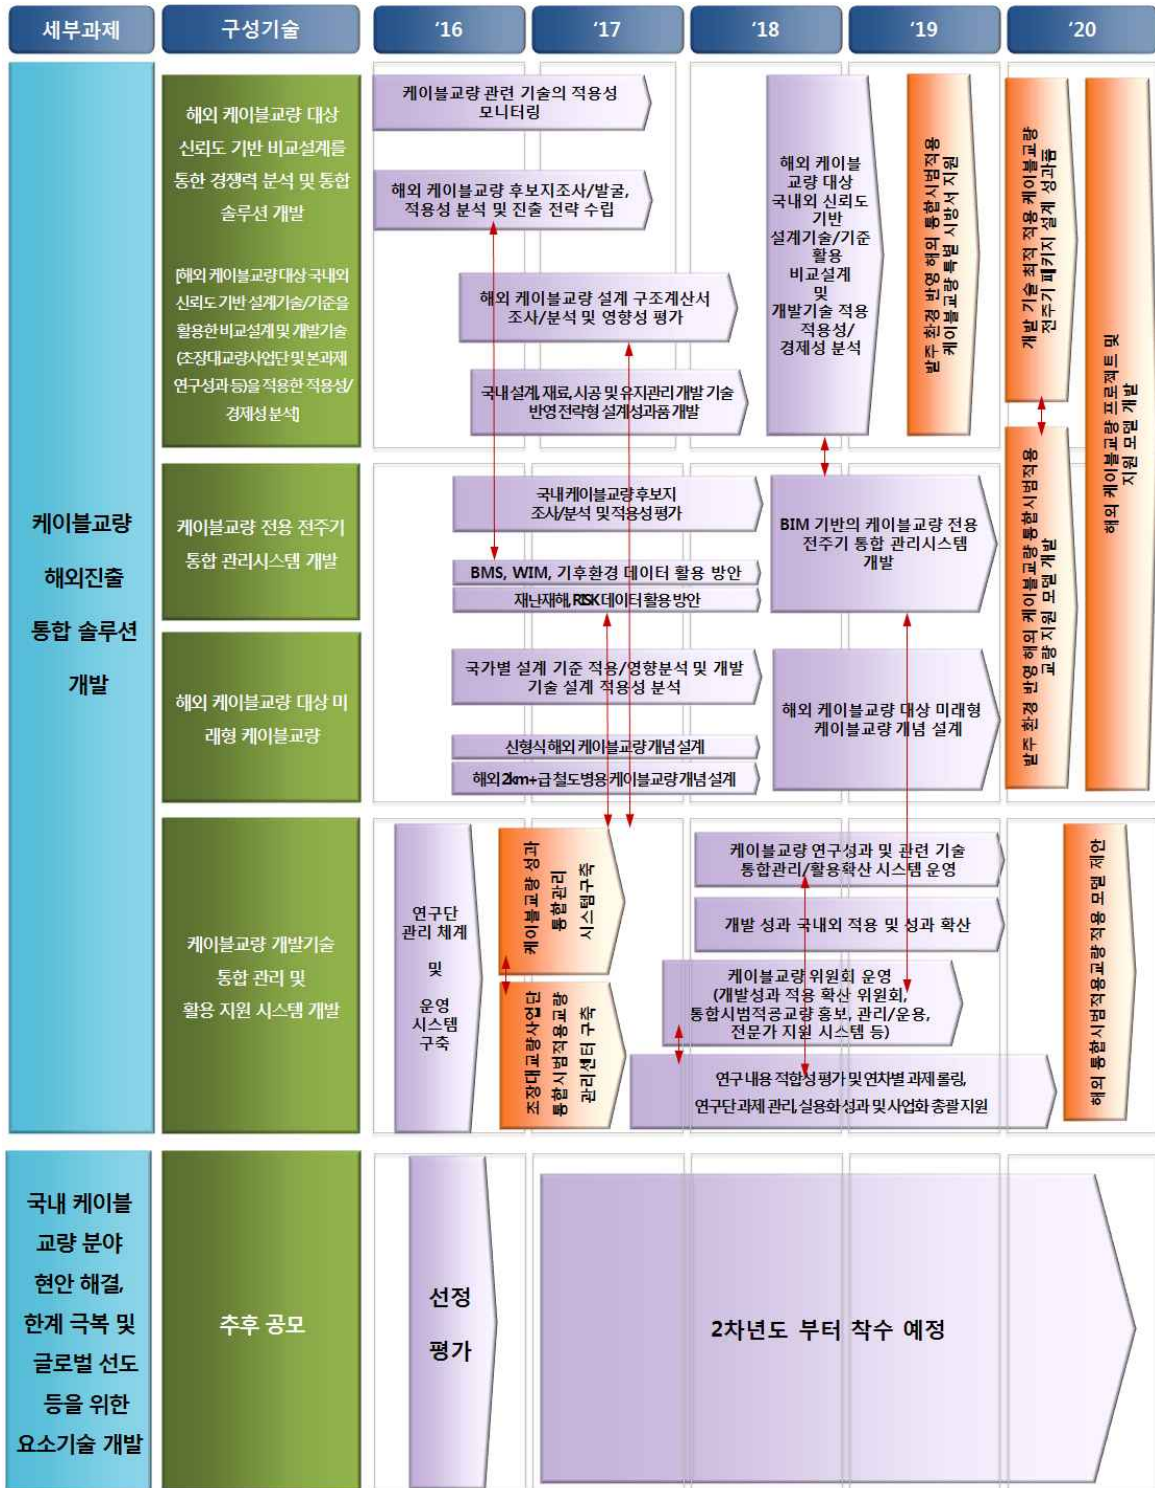 세부과제
구성기술
‘16
‘17
‘18
‘19
‘20
케이블교량
해외진출
통합 솔루션
개발
해외 케이블교량 대상
신뢰도 기반 비교설계를
통한 경쟁력 분석 및 통합
솔루션 개발
[해외 케이블교량 대상 국내외
신뢰도 기반 설계기술/기준을
활용한 비교설계 및 개발기술
(초장대교량사업단 및 본과제
연구성과 등)을 적용한 적용성/
경제성 분석]
케이블교량 관련 기술의 적용성
모니터링
해외 케이블교량 후보지조사/발굴,
적용성 분석 및 진출 전략 수립
해외 케이블교량 설계 구조계산서
조사/분석 및 영향성 평가
국내 설계, 재료, 시공 및 유지관리 개발 기술
반영 전략형 설계성과품 개발
해외 케이블
교량 대상
국내외 신뢰도
기반
설계기술/기준
활용
비교설계
및
개발기술 적용
적용성/
경제성 분석
발주 환경 반영 해외 통합시범적용
케이블교량 특별 시방서 지원
개발 기술 최적 적용 케이블교량
전주기 패키지 설계 성과품
해외 케이블교량 프로젝트 및
지원 모델 개발
케이블교량 전용 전주기
통합 관리시스템 개발
국내 케이블교량 후보지
조사/분석 및 적용성 평가
BMS, WIM, 기후환경 데이터 활용 방안
재난재해, RISK 데이터 활용 방안
BIM 기반의 케이블교량 전용
전주기 통합 관리시스템
개발
발주 환경 반영 해외 케이블교량 통합시범적용
교량 지원 모델 개발
해외 케이블교량 대상 미
래형 케이블교량
국가별 설계 기준 적용/영향분석 및 개발
기술 설계 적용성 분석
신형식 해외 케이블교량 개념 설계
해외 2km+급 철도병용 케이블교량 개념 설계
해외 케이블교량 대상 미래형
케이블교량 개념 설계
케이블교량 개발기술
통합 관리 및
활용 지원 시스템 개발
연구단
관리 체계
및
운영
시스템
구축
케이블교량 성과
통합관리
시스템구축
초장대교량사업단
통합시범적용교량
관리센터 구축
케이블교량 연구성과 및 관련 기술
통합관리/활용확산 시스템 운영
개발 성과 국내외 적용 및 성과 확산
케이블교량 위원회 운영
(개발성과 적용 확산 위원회,
통합시범적공교량 홍보, 관리/운용,
전문가 지원 시스템 등)
연구 내용 적합성 평가 및 연차별 과제 롤링,
연구단 과제 관리, 실용화 성과 및 사업화 총괄 지원
해외 통합시범적용교량 적용 모델 제안
국내 케이블
교량 분야
현안 해결,
한계 극복 및
글로벌 선도
등을 위한
요소기술 개발
추후 공모
선정
평가
2차년도 부터 착수 예정